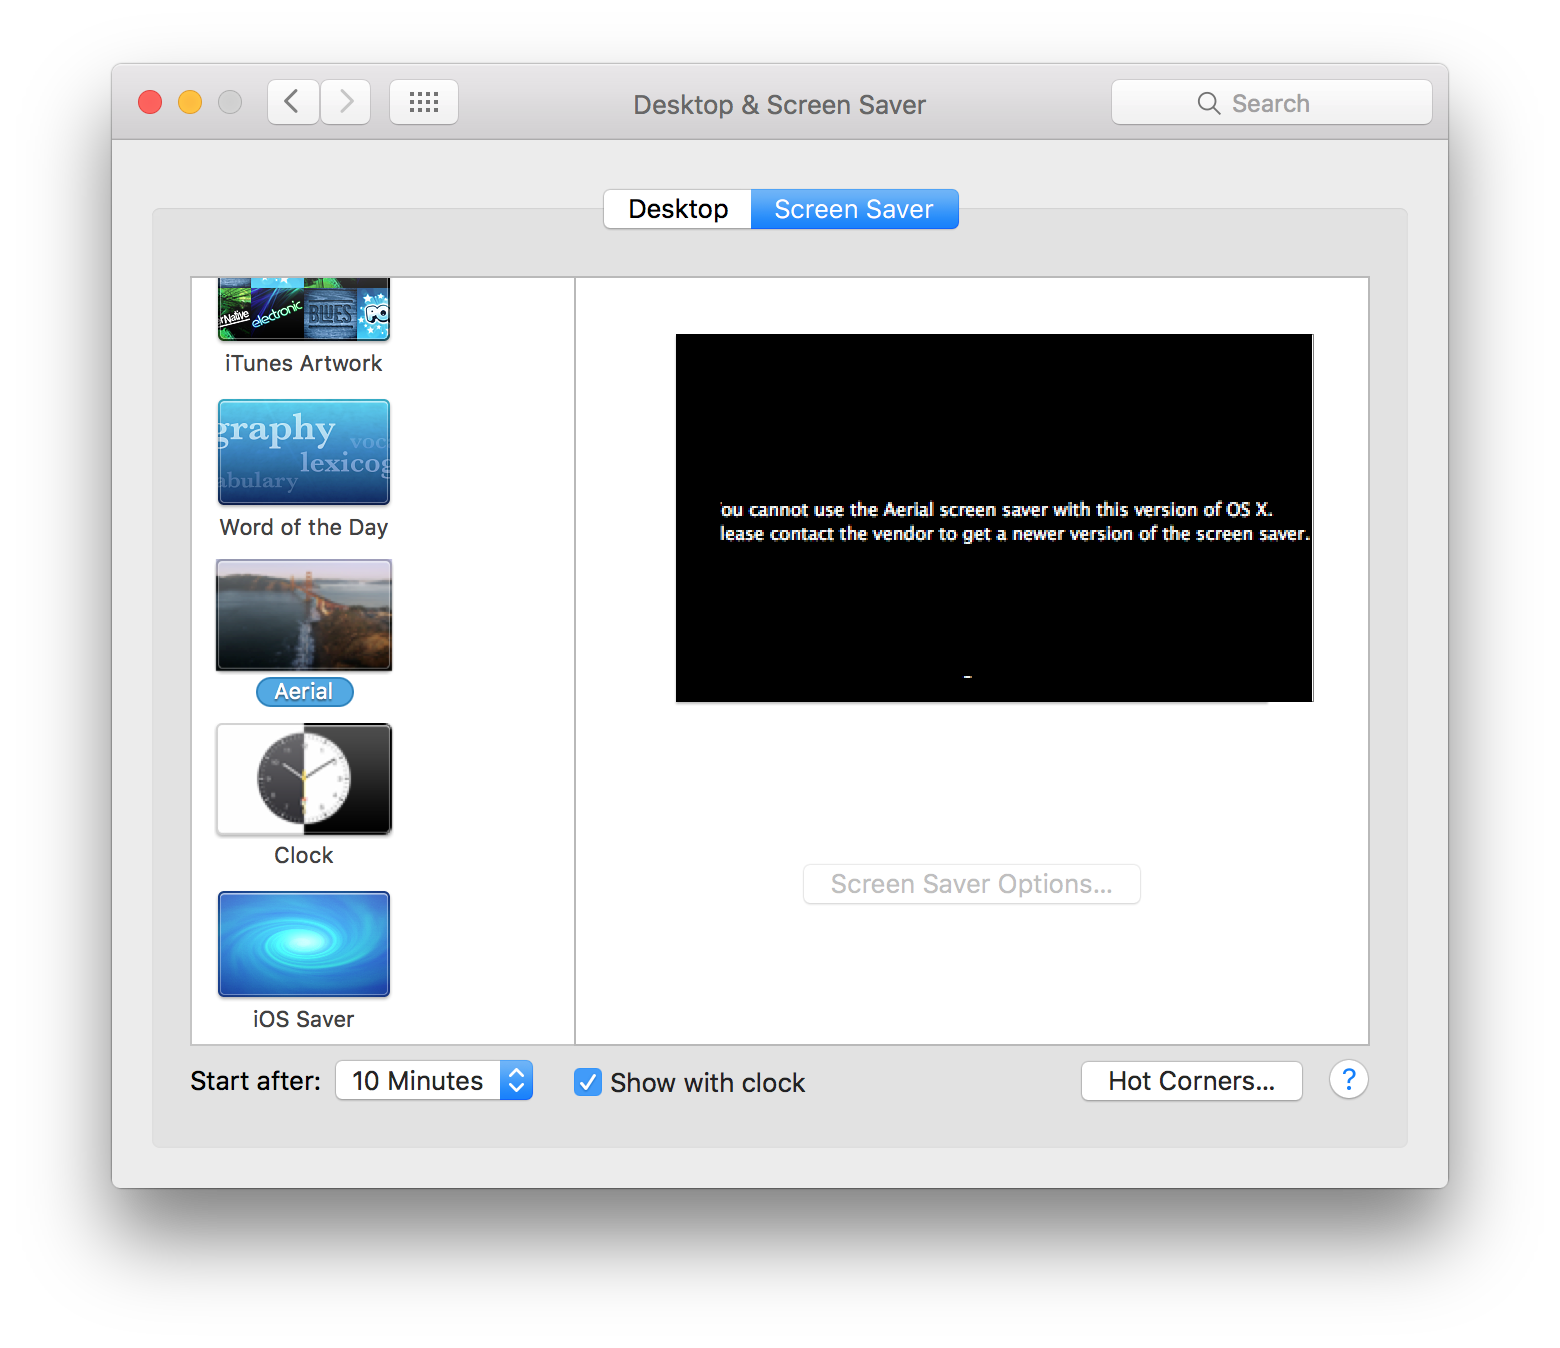 Desktop & Screen Saver
Search
Desktop
Screen Saver
rNative
electronic
BLUES
PO
iTunes Artwork
graphy
voc
lexicog
abulary
Word of the Day
Aerial
Clock
iOS Saver
ou cannot use the Aerial screen saver with this version of OS X.
lease contact the vendor to get a newer version of the screen saver.
Screen Saver Options...
Start after:
10 Minutes
Show with clock
Hot Corners...
?